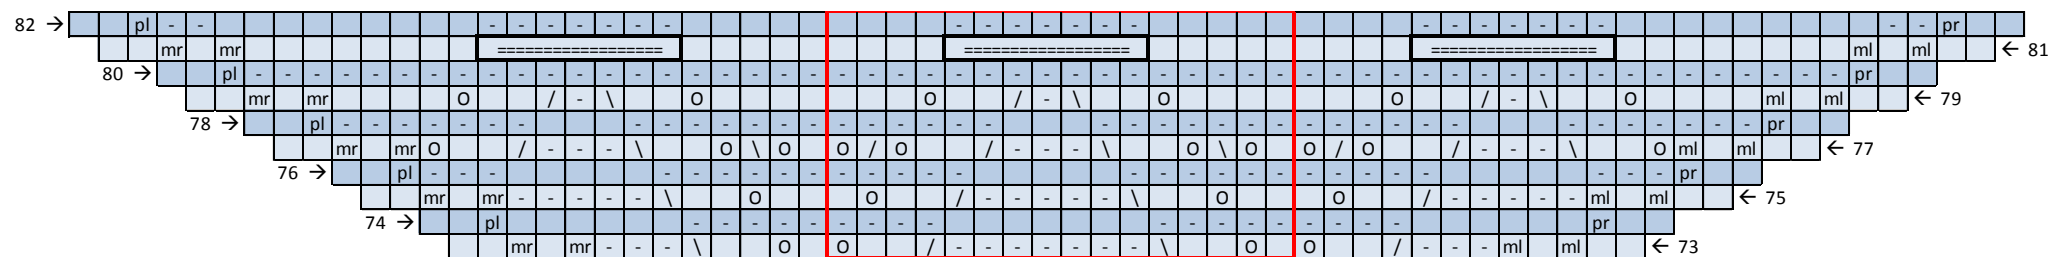 82 → pl - - - - - - - - - - - - - - - - - - - - - - - - - pr
mr mr ================== ================== ================== ml ml ← 81
80 → pl - - - - - - - - - - - - - - - - - - - - - - - - - - - - - - - - - - - - - - - - - - - - - - - - - - - - - - - pr
mr mr O / - \ O O / - \ O O / - \ O ml ml ← 79
78 → pl - - - - - - - - - - - - - - - - - - - - - - - - - - - - - - - - - - - - - - - - pr
mr mr O / - - - \ O \ O O / O / - - - \ O \ O O / O / - - - \ O ml ml ← 77
76 → pl - - - - - - - - - - - - - - - - - - - - - - - - - - - - pr
mr mr - - - - - \ O O / - - - - - \ O O / - - - - - ml ml ← 75
74 → pl - - - - - - - - - - - - - - - - - - pr
mr mr - - - \ O O / - - - - - - - \ O O / - - - ml ml ← 73